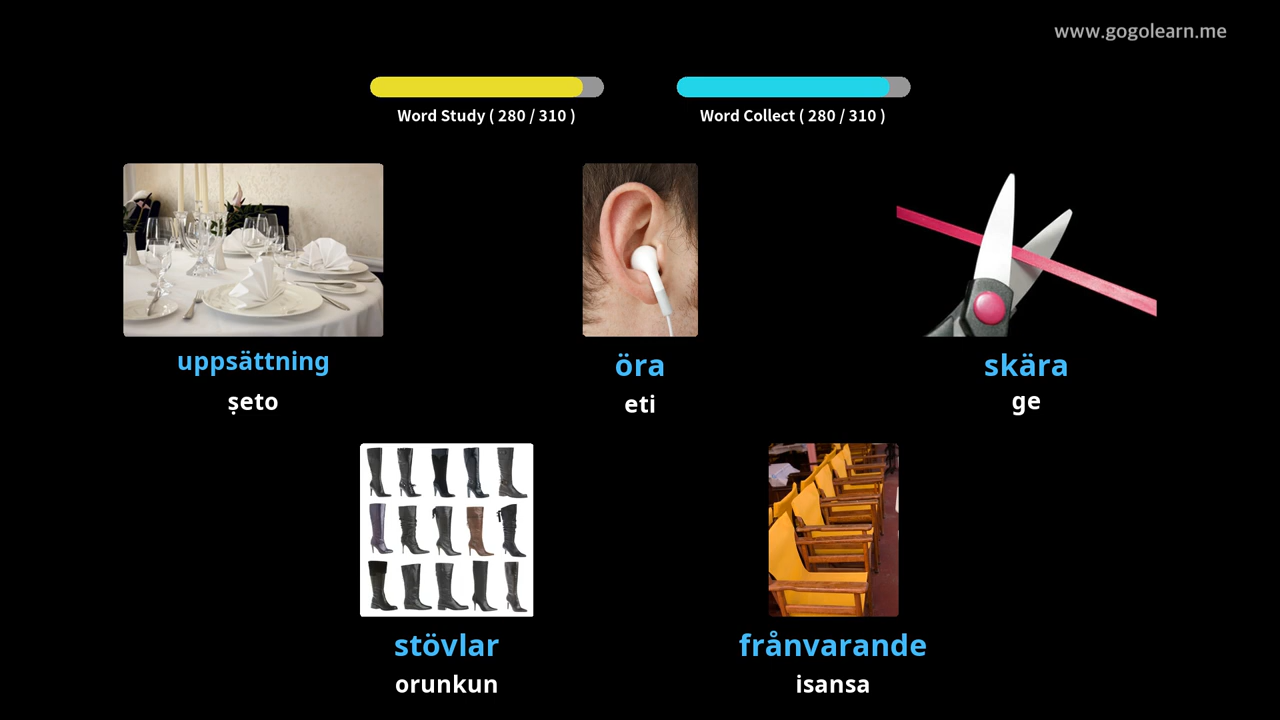 www.gogolearn.me
Word Study ( 280 / 310 )
Word Collect ( 280 / 310 )
uppsättning
ṣeto
öra
eti
skära
ge
stövlar
orunkun
frånvarande
isansa